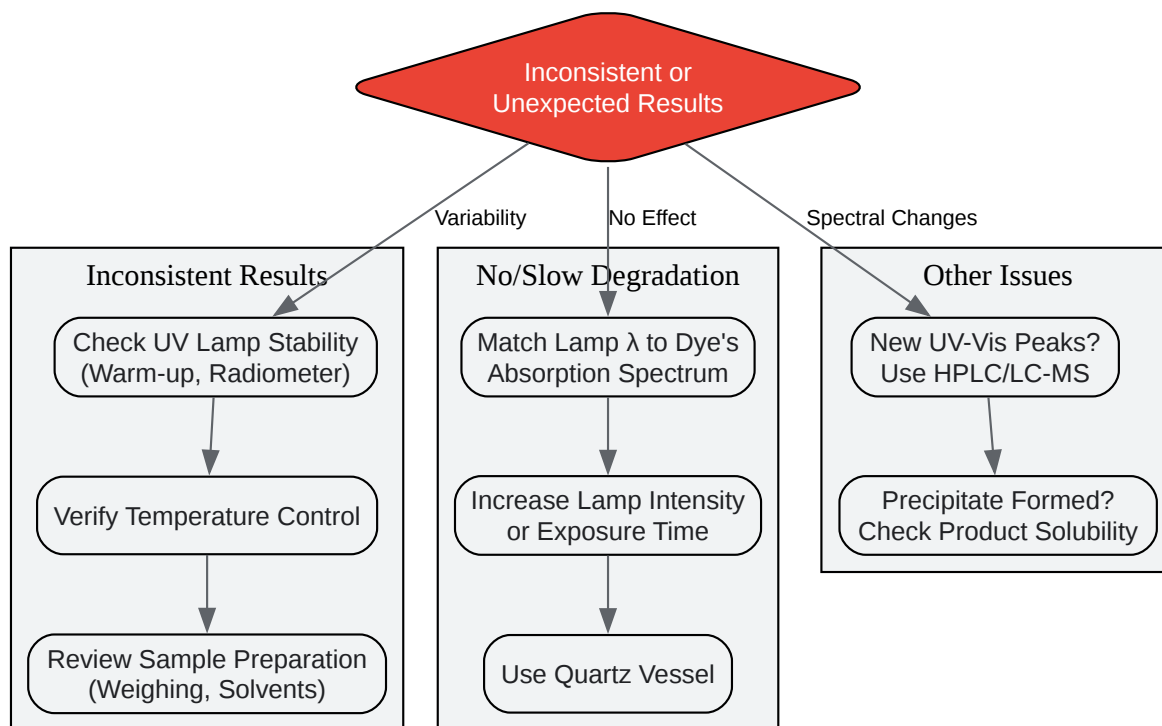 Inconsistent or
Unexpected Results
Variability
No Effect
Spectral Changes
Inconsistent Results
Check UV Lamp Stability
(Warm-up, Radiometer)
Verify Temperature Control
Review Sample Preparation
(Weighing, Solvents)
No/Slow Degradation
Match Lamp λ to Dye's
Absorption Spectrum
Increase Lamp Intensity
or Exposure Time
Use Quartz Vessel
Other Issues
New UV-Vis Peaks?
Use HPLC/LC-MS
Precipitate Formed?
Check Product Solubility